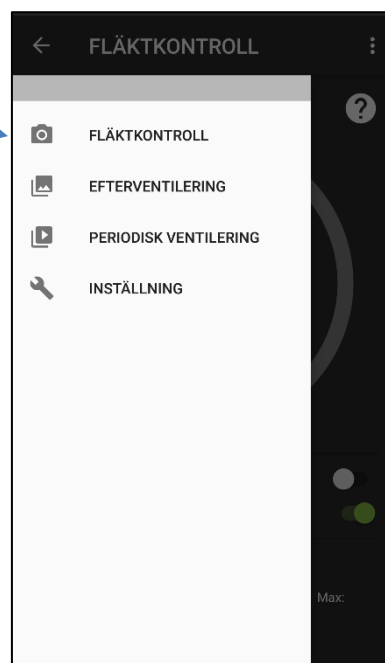 FLÄKTKONTROLL
?
FLÄKTKONTROLL
EFTERVENTILERING
PERIODISK VENTILERING
INSTÄLLNING
Max: